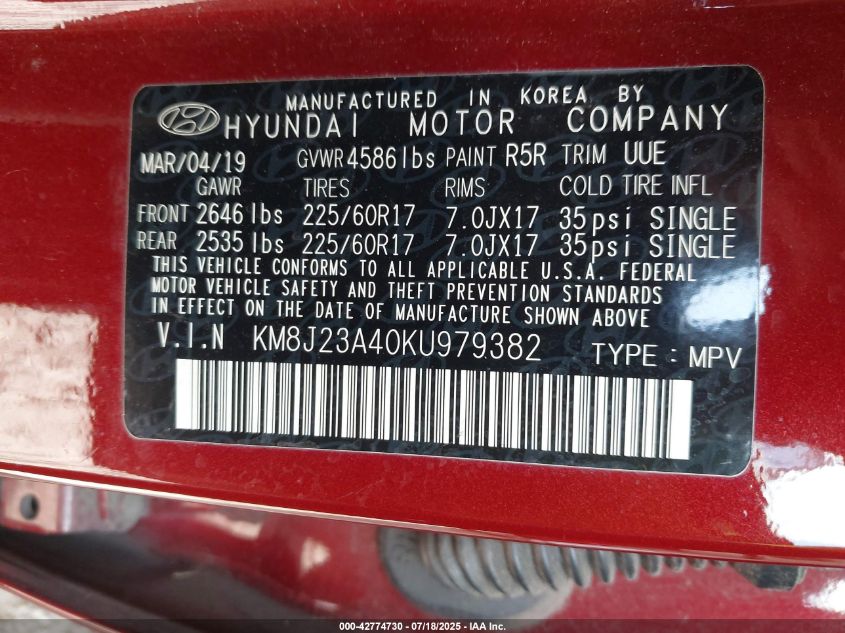 MANUFACTURED IN KOREA BY
HYUNDAI MOTOR COMPANY
MAR/04/19 GVWR 4586 lbs PAINT R5R TRIM UUE
GAWR TIRES RIMS COLD TIRE INFL
FRONT 2646 lbs 225/60R17 7.0JX17 35psi SINGLE
REAR 2535 lbs 225/60R17 7.0JX17 35psi SINGLE
THIS VEHICLE CONFORMS TO ALL APPLICABLE U.S.A. FEDERAL
MOTOR VEHICLE SAFETY AND THEFT PREVENTION STANDARDS
IN EFFECT ON THE DATE OF MANUFACTURE SHOWN ABOVE
V.I.N KM8J23A40KU979382 TYPE : MPV
000-42774730 - 07/18/2025 - IAA Inc.